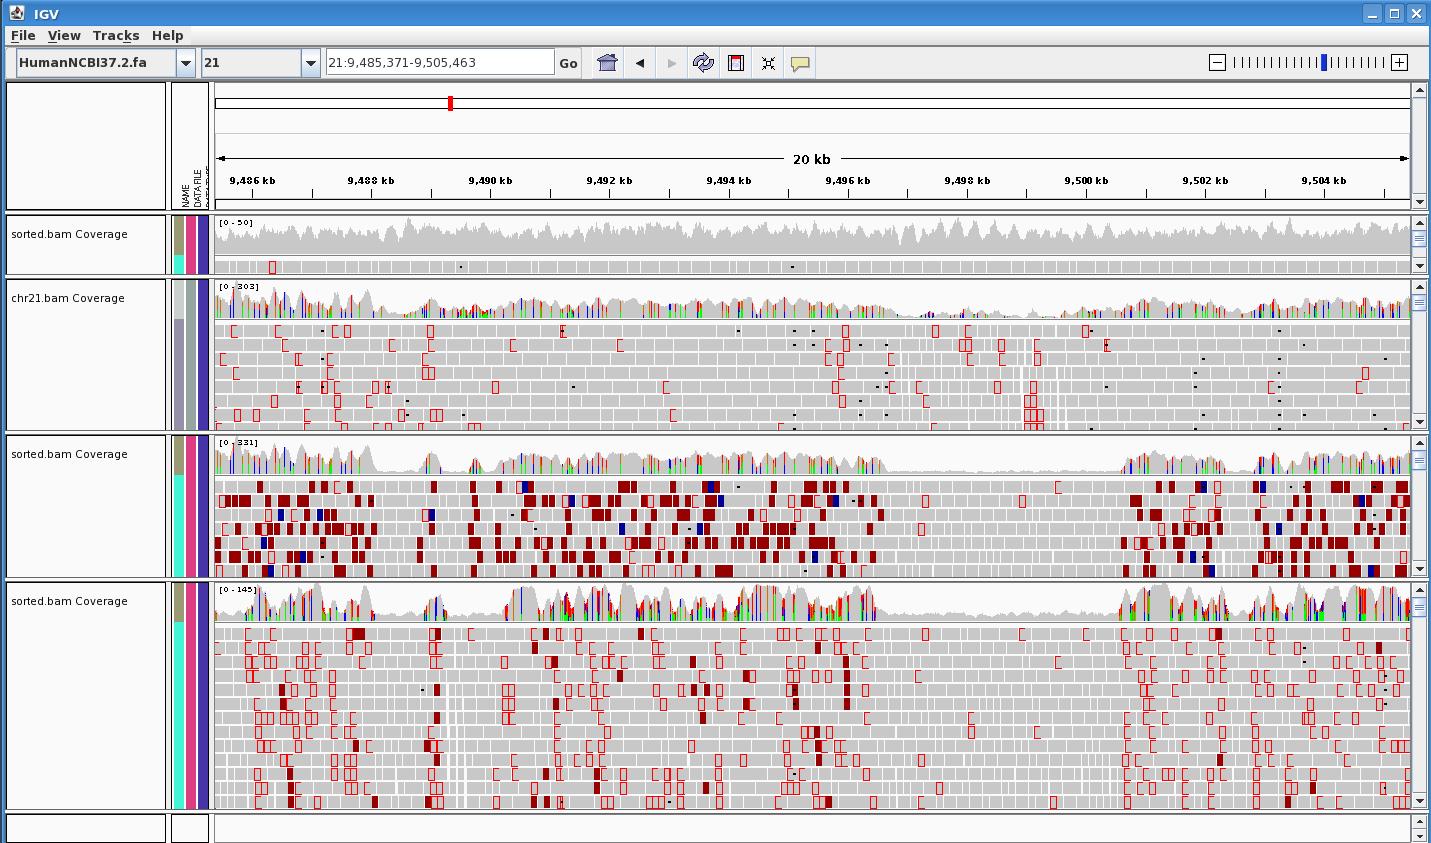 IGV
File View Tracks Help
HumanNCBI37.2.fa 21 21:9,485,371-9,505,463 Go
20 kb
9,486 kb 9,488 kb 9,490 kb 9,492 kb 9,494 kb 9,496 kb 9,498 kb 9,500 kb 9,502 kb 9,504 kb
NAME
DATA FILE
sorted.bam Coverage
[0 - 50]
chr21.bam Coverage
[0 - 303]
sorted.bam Coverage
[0 - 331]
sorted.bam Coverage
[0 - 145]